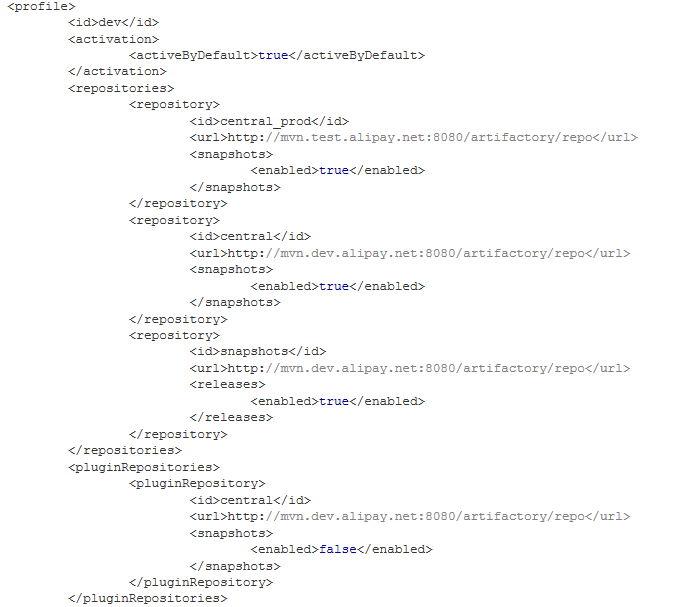 <profile>
<id>dev</id>
<activation>
<activeByDefault>true</activeByDefault>
</activation>
<repositories>
<repository>
<id>central_prod</id>
<url>http://mvn.test.alipay.net:8080/artifactory/repo</url>
<snapshots>
<enabled>true</enabled>
</snapshots>
</repository>
<repository>
<id>central</id>
<url>http://mvn.dev.alipay.net:8080/artifactory/repo</url>
<snapshots>
<enabled>true</enabled>
</snapshots>
</repository>
<repository>
<id>snapshots</id>
<url>http://mvn.dev.alipay.net:8080/artifactory/repo</url>
<releases>
<enabled>true</enabled>
</releases>
</repository>
</repositories>
<pluginRepositories>
<pluginRepository>
<id>central</id>
<url>http://mvn.dev.alipay.net:8080/artifactory/repo</url>
<snapshots>
<enabled>false</enabled>
</snapshots>
</pluginRepository>
</pluginRepositories>